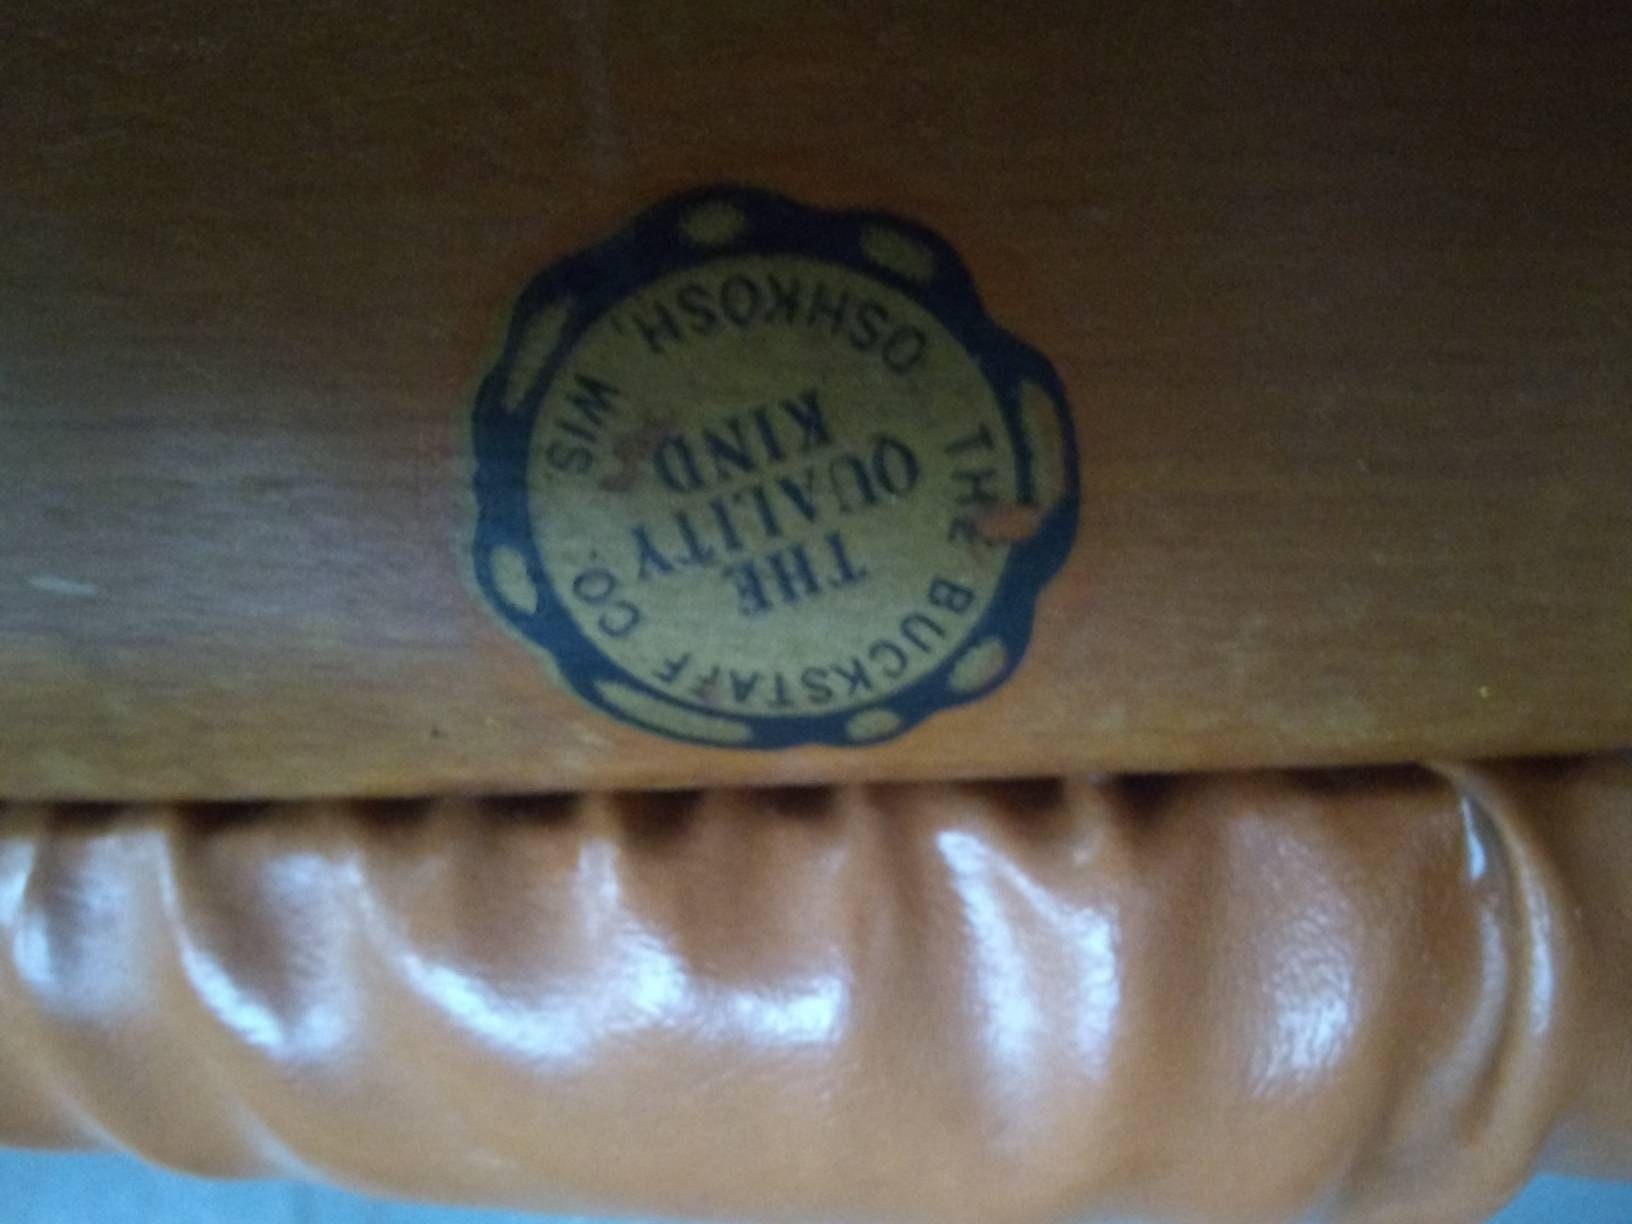 THE BUCKSTAFF CO.
OSHKOSH, WIS.
THE
QUALITY
KIND